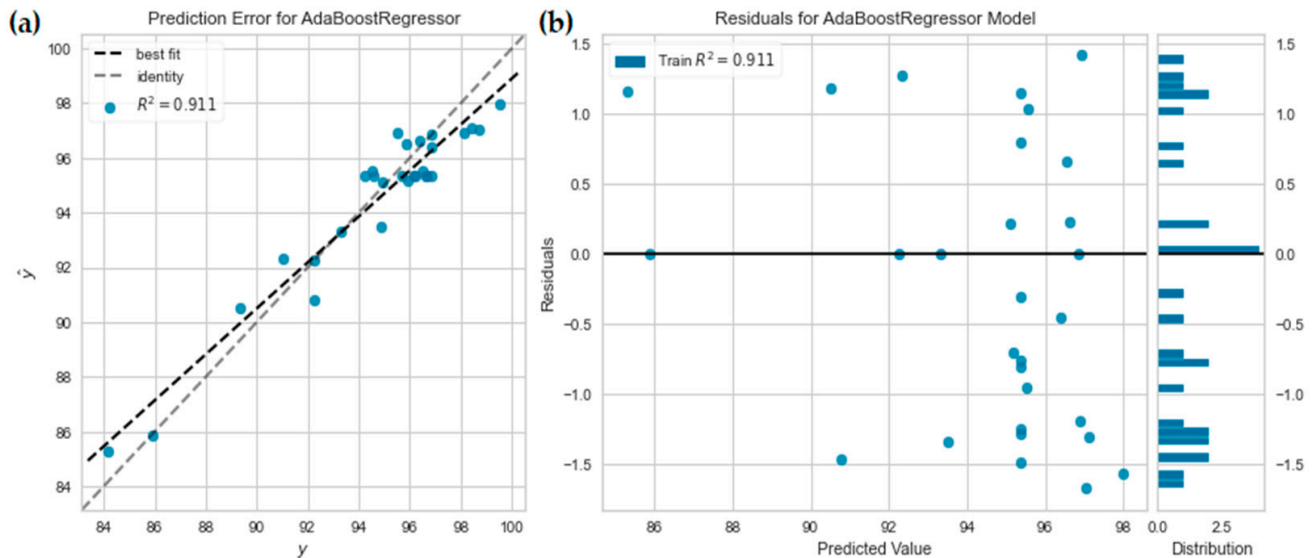 (a)
Prediction Error for AdaBoostRegressor
best fit
identity
R² = 0.911
100
98
96
94
92
90
88
86
84
ŷ
84 86 88 90 92 94 96 98 100
y
(b)
Residuals for AdaBoostRegressor Model
Train R² = 0.911
1.5
1.0
0.5
0.0
−0.5
−1.0
−1.5
Residuals
86 88 90 92 94 96 98
Predicted Value
1.5
1.0
0.5
0.0
−0.5
−1.0
−1.5
0.0 2.5
Distribution